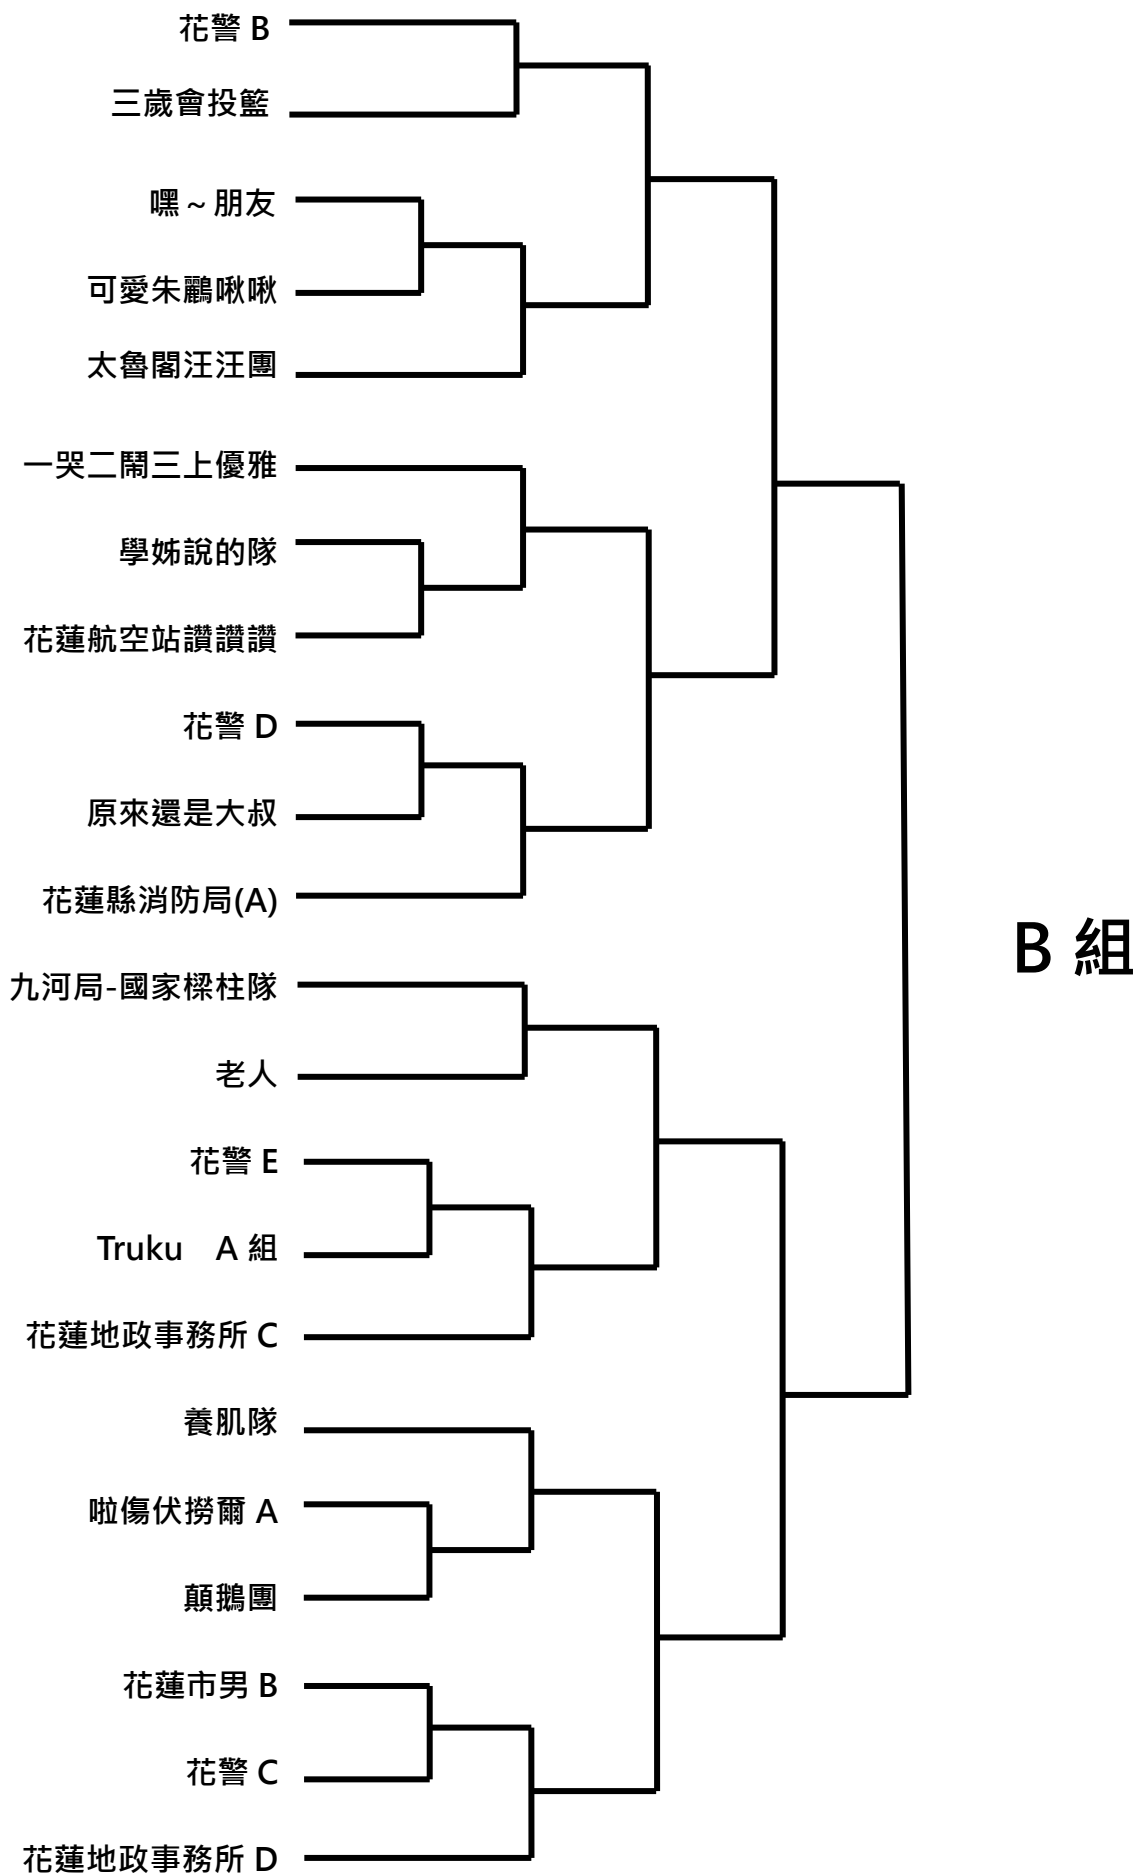 花警 B
三歲會投籃
嘿~朋友
可愛朱鸝啾啾
太魯閣汪汪團
一哭二鬧三上優雅
學姊說的隊
花蓮航空站讚讚讚
花警 D
原來還是大叔
花蓮縣消防局(A)
B 組
九河局-國家樑柱隊
老人
花警 E
Truku　A 組
花蓮地政事務所 C
養肌隊
啦傷伏撈爾 A
顛鵝團
花蓮市男 B
花警 C
花蓮地政事務所 D